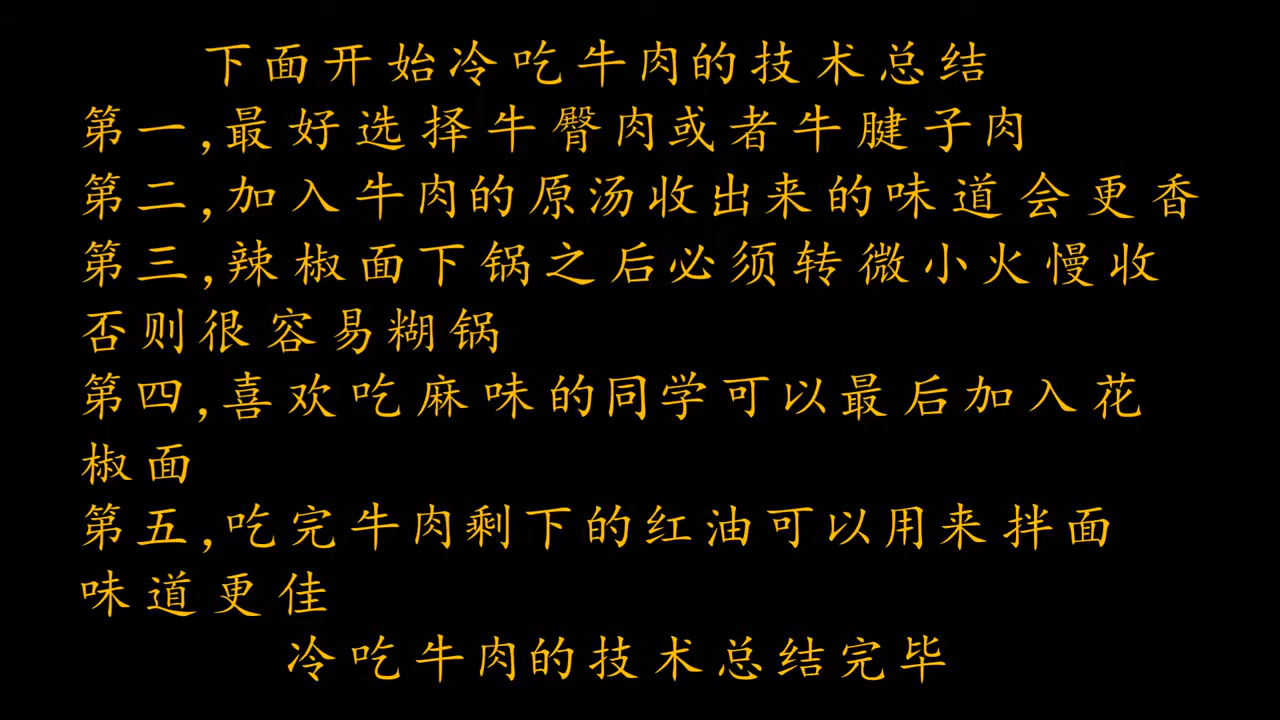 下面开始冷吃牛肉的技术总结
第一,最好选择牛臀肉或者牛腱子肉
第二,加入牛肉的原汤收出来的味道会更香
第三,辣椒面下锅之后必须转微小火慢收
否则很容易糊锅
第四,喜欢吃麻味的同学可以最后加入花
椒面
第五,吃完牛肉剩下的红油可以用来拌面
味道更佳
冷吃牛肉的技术总结完毕